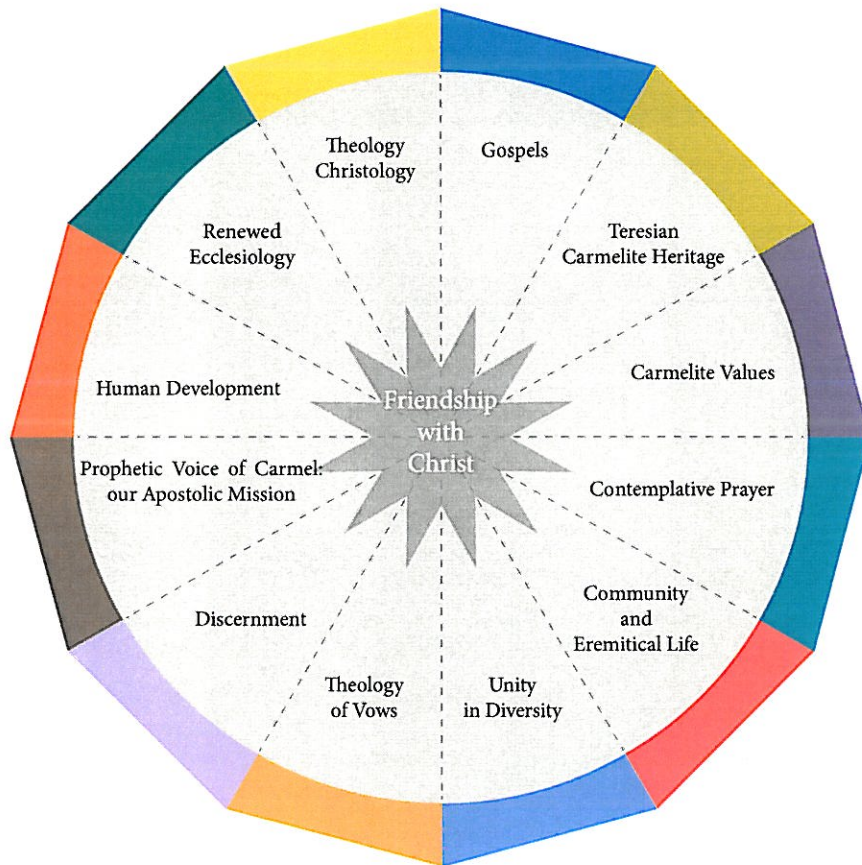 Theology
Christology
Gospels
Renewed
Ecclesiology
Teresian
Carmelite Heritage
Human Development
Friendship
with
Christ
Carmelite Values
Prophetic Voice of Carmel:
our Apostolic Mission
Contemplative Prayer
Discernment
Community
and
Eremitical Life
Theology
of Vows
Unity
in Diversity